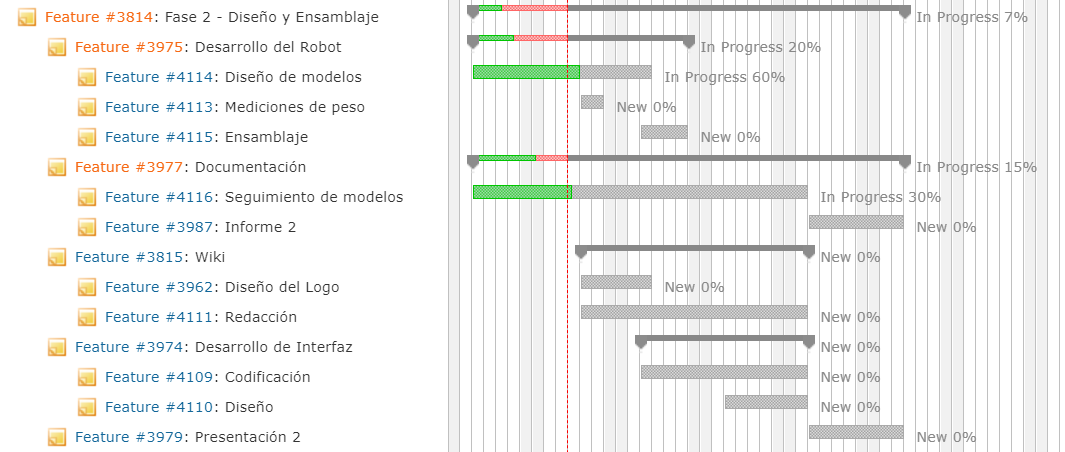 Feature #3814: Fase 2 - Diseño y Ensamblaje In Progress 7%
Feature #3975: Desarrollo del Robot In Progress 20%
Feature #4114: Diseño de modelos In Progress 60%
Feature #4113: Mediciones de peso New 0%
Feature #4115: Ensamblaje New 0%
Feature #3977: Documentación In Progress 15%
Feature #4116: Seguimiento de modelos In Progress 30%
Feature #3987: Informe 2 New 0%
Feature #3815: Wiki New 0%
Feature #3962: Diseño del Logo New 0%
Feature #4111: Redacción New 0%
Feature #3974: Desarrollo de Interfaz New 0%
Feature #4109: Codificación New 0%
Feature #4110: Diseño New 0%
Feature #3979: Presentación 2 New 0%